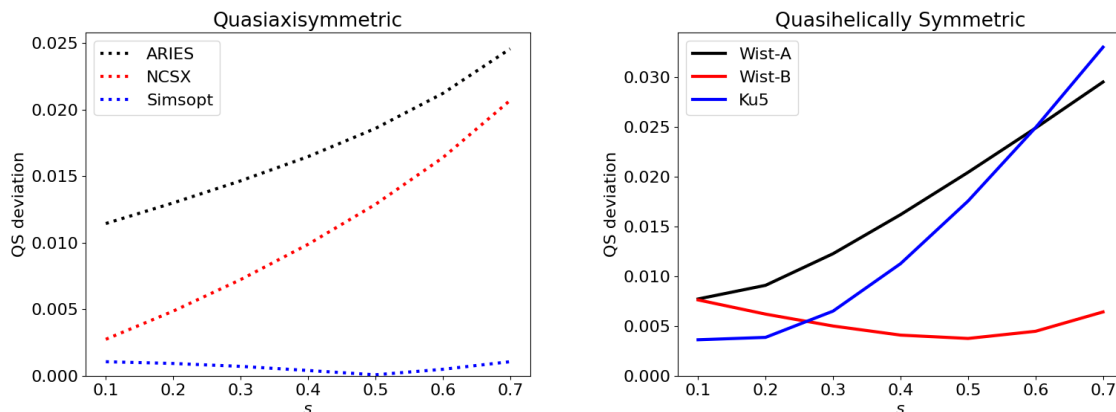 Quasiaxisymmetric
QS deviation
0.025
0.020
0.015
0.010
0.005
0.000
ARIES
NCSX
Simsopt
0.1 0.2 0.3 0.4 0.5 0.6 0.7
s
Quasihelically Symmetric
QS deviation
0.030
0.025
0.020
0.015
0.010
0.005
0.000
Wist-A
Wist-B
Ku5
0.1 0.2 0.3 0.4 0.5 0.6 0.7
s